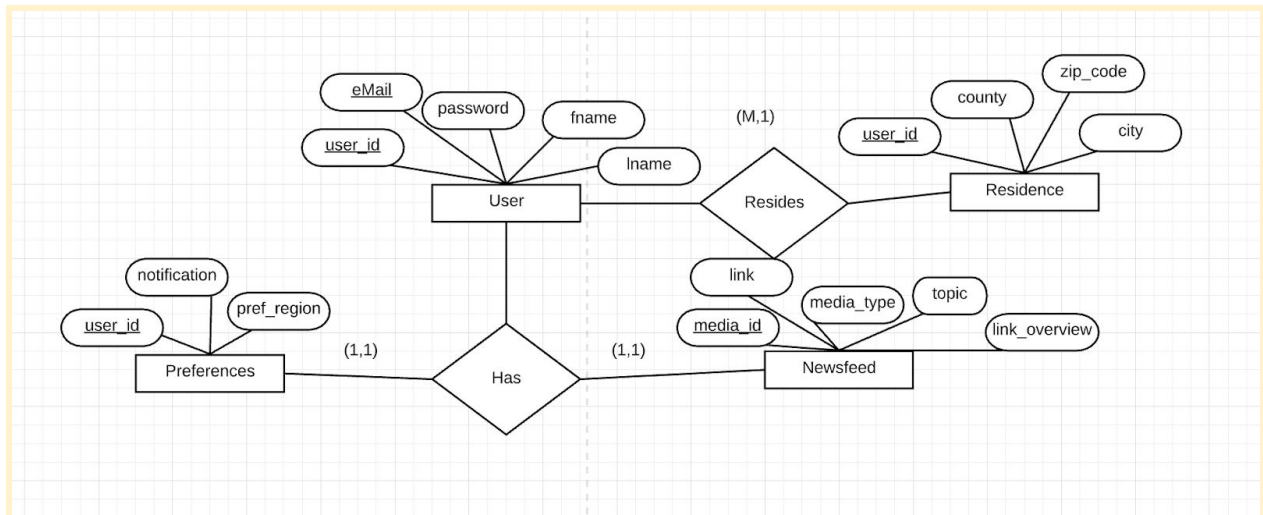 eMail
password
fname
user_id
lname
User
(M,1)
Resides
zip_code
county
user_id
city
Residence
notification
pref_region
user_id
Preferences
(1,1)
Has
(1,1)
link
media_type
topic
media_id
link_overview
Newsfeed